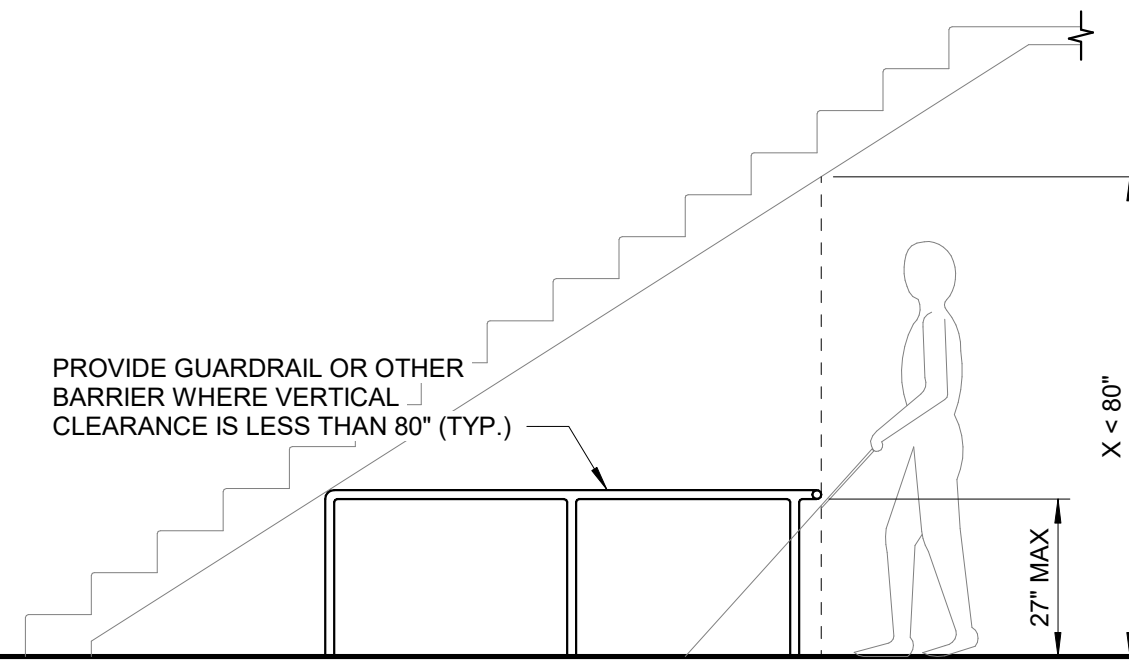 PROVIDE GUARDRAIL OR OTHER
BARRIER WHERE VERTICAL
CLEARANCE IS LESS THAN 80" (TYP.)
X < 80"
27" MAX